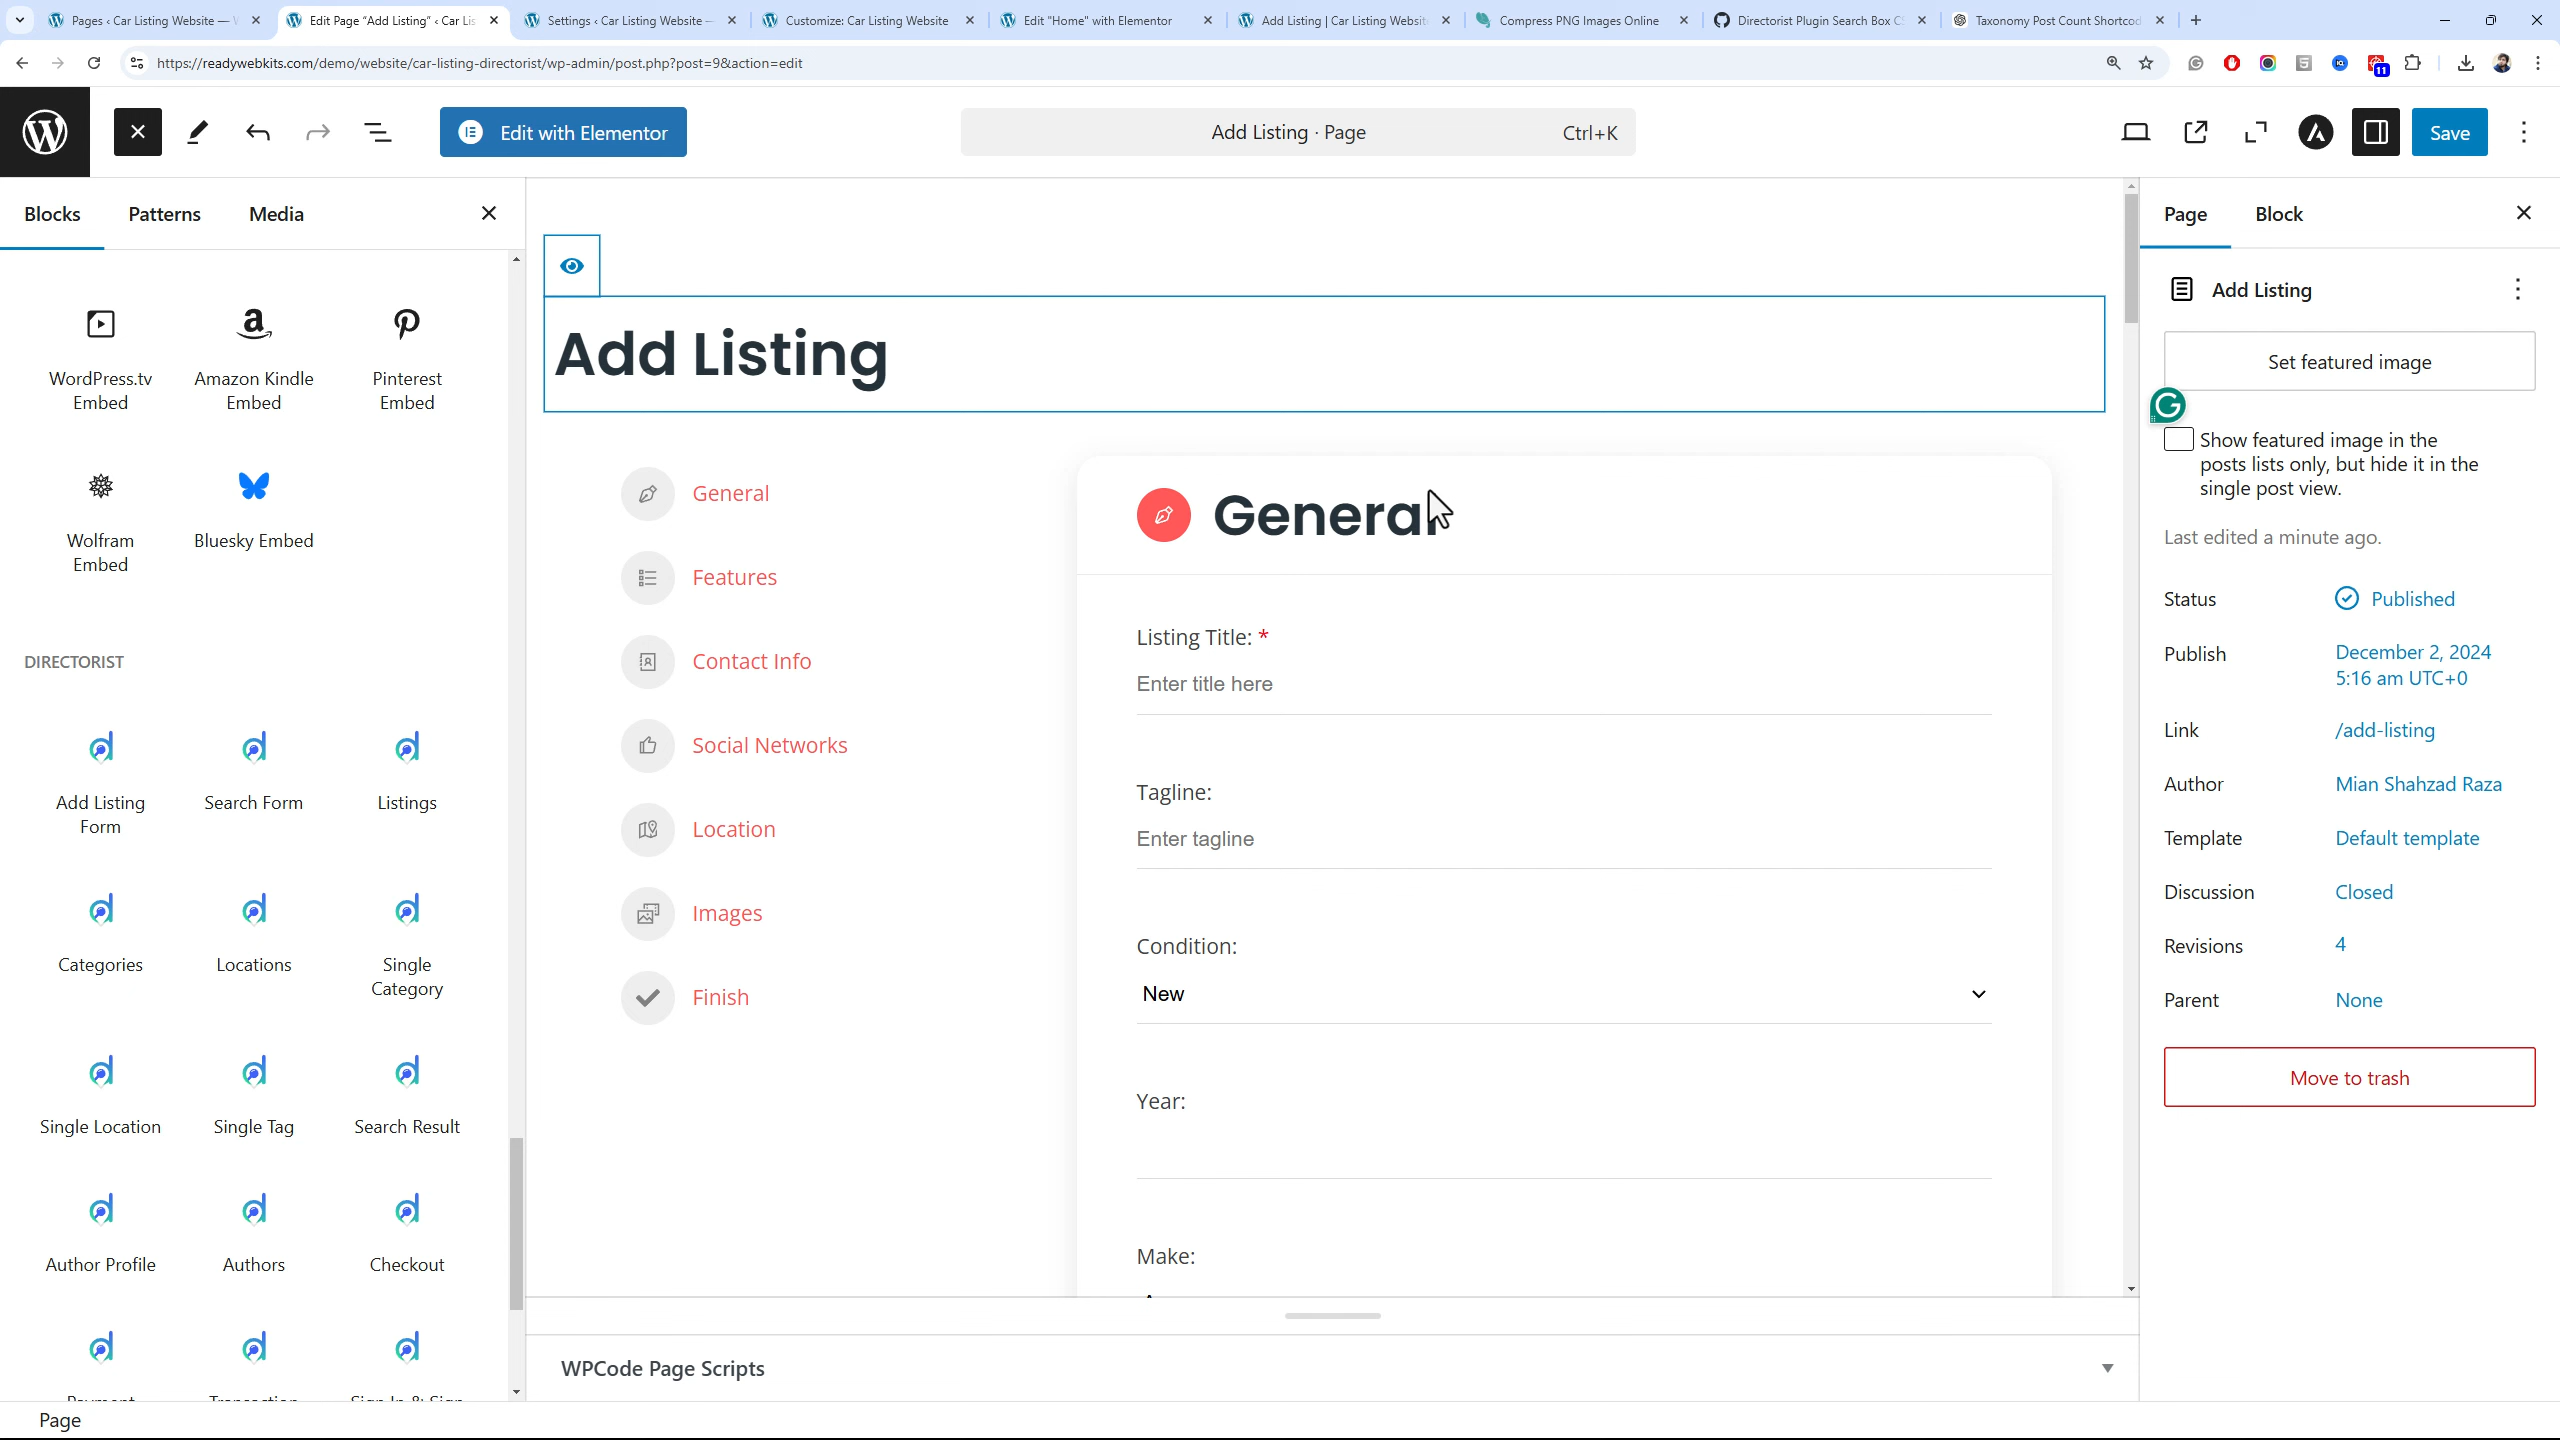 Pages ‹ Car Listing Website —
Edit Page “Add Listing” ‹ Car Lis
Settings ‹ Car Listing Website —
Customize: Car Listing Website
Edit "Home" with Elementor
Add Listing | Car Listing Websit
Compress PNG Images Online
Directorist Plugin Search Box CS
Taxonomy Post Count Shortcod
https://readywebkits.com/demo/website/car-listing-directorist/wp-admin/post.php?post=9&action=edit
11
Edit with Elementor
Add Listing · Page
Ctrl+K
Save
Blocks
Patterns
Media
WordPress.tv
Embed
Amazon Kindle
Embed
Pinterest
Embed
Wolfram
Embed
Bluesky Embed
DIRECTORIST
Add Listing
Form
Search Form
Listings
Categories
Locations
Single
Category
Single Location
Single Tag
Search Result
Author Profile
Authors
Checkout
Add Listing
General
Features
Contact Info
Social Networks
Location
Images
Finish
General
Listing Title: *
Enter title here
Tagline:
Enter tagline
Condition:
New
Year:
Make:
WPCode Page Scripts
Page
Block
Add Listing
Set featured image
Show featured image in the
posts lists only, but hide it in the
single post view.
Last edited a minute ago.
Status
Published
Publish
December 2, 2024
5:16 am UTC+0
Link
/add-listing
Author
Mian Shahzad Raza
Template
Default template
Discussion
Closed
Revisions
4
Parent
None
Move to trash
Page